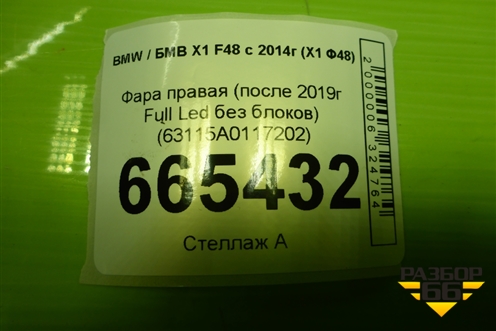 BMW / БМВ X1 F48 с 2014г (Х1 Ф48)
Фара правая (после 2019г
Full Led без блоков)
(63115A0117202)
665432
Стеллаж А
2000006324764
РАЗБОР
66